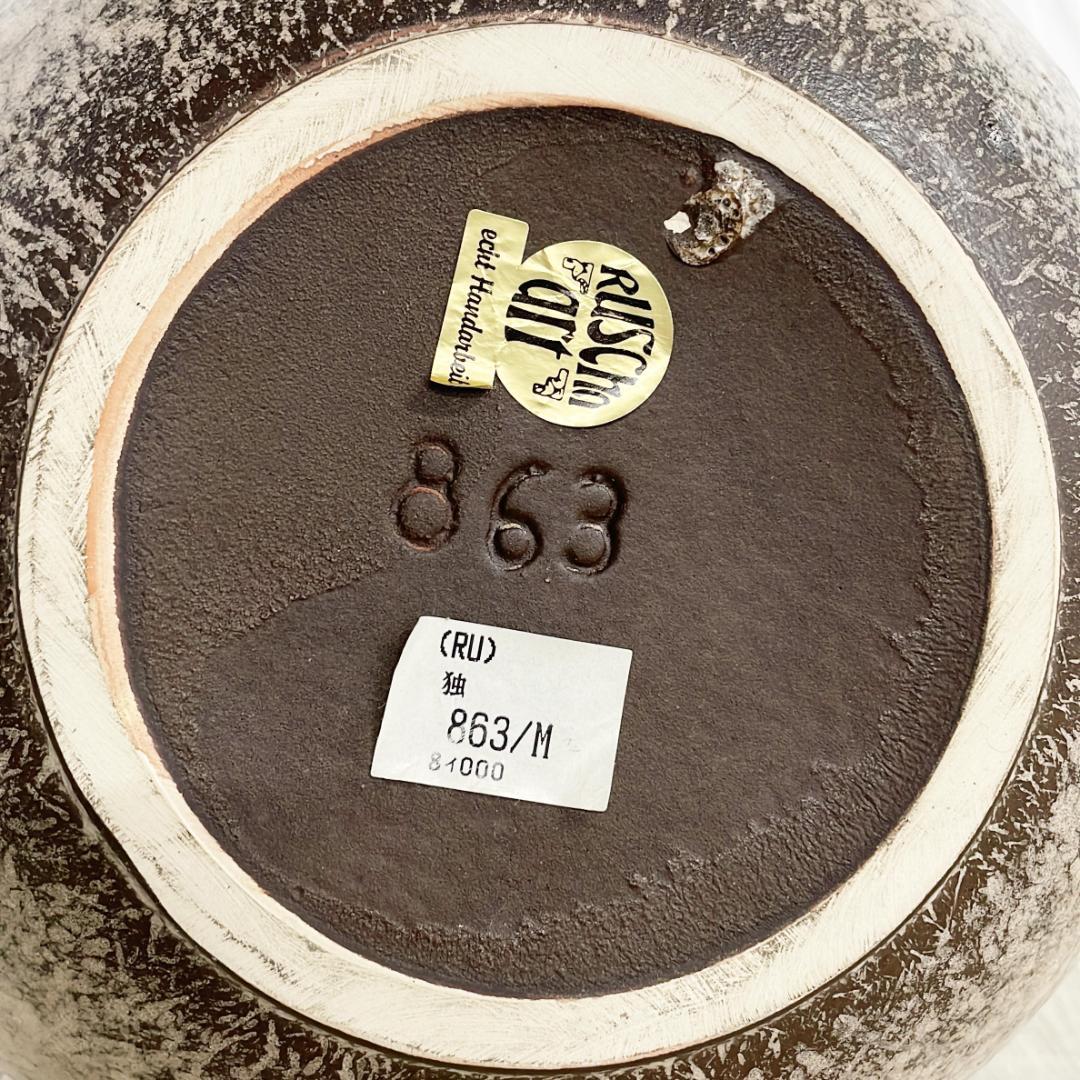 RUSCHA
art
echt Handarbeit
863
(RU)
独
863/M
81000